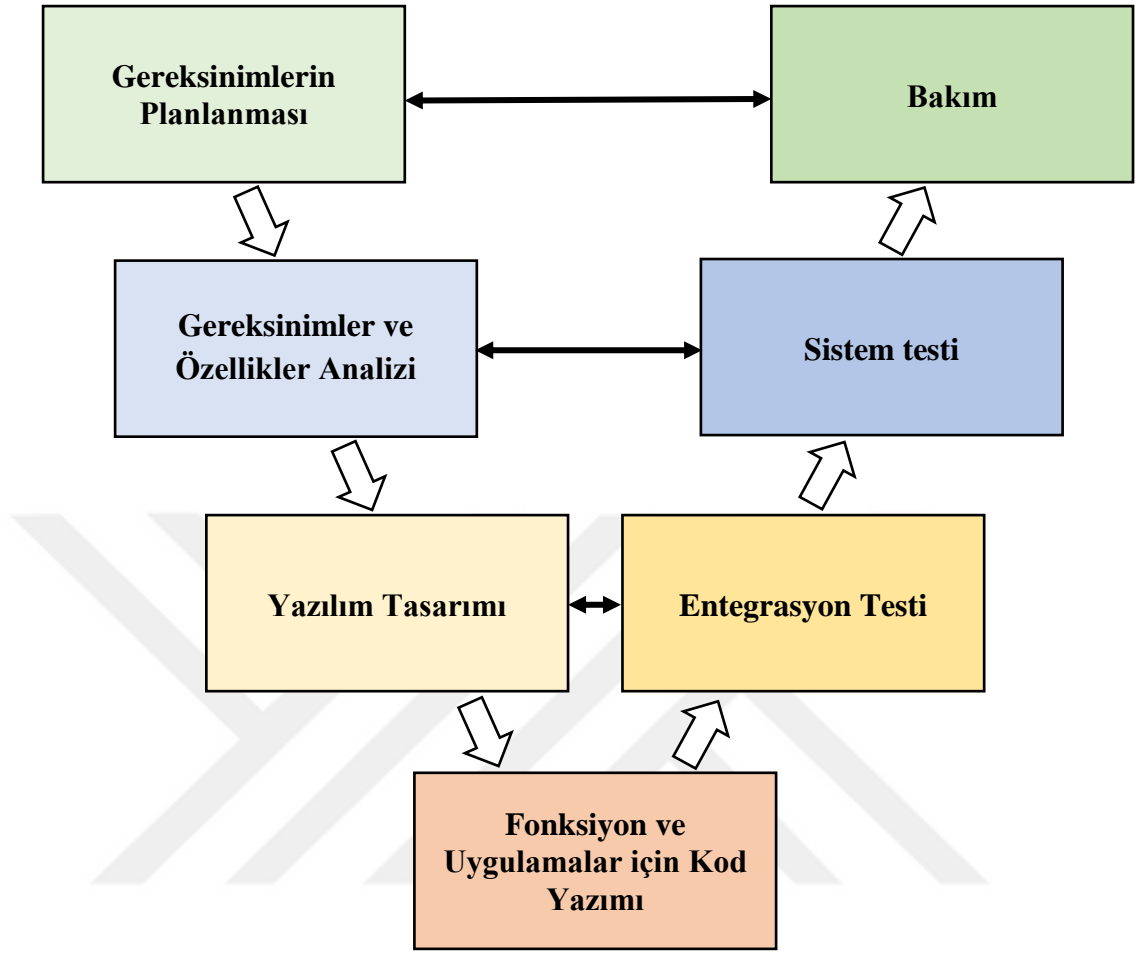 Gereksinimlerin
Planlanması
Bakım
Gereksinimler ve
Özellikler Analizi
Sistem testi
Yazılım Tasarımı
Entegrasyon Testi
Fonksiyon ve
Uygulamalar için Kod
Yazımı